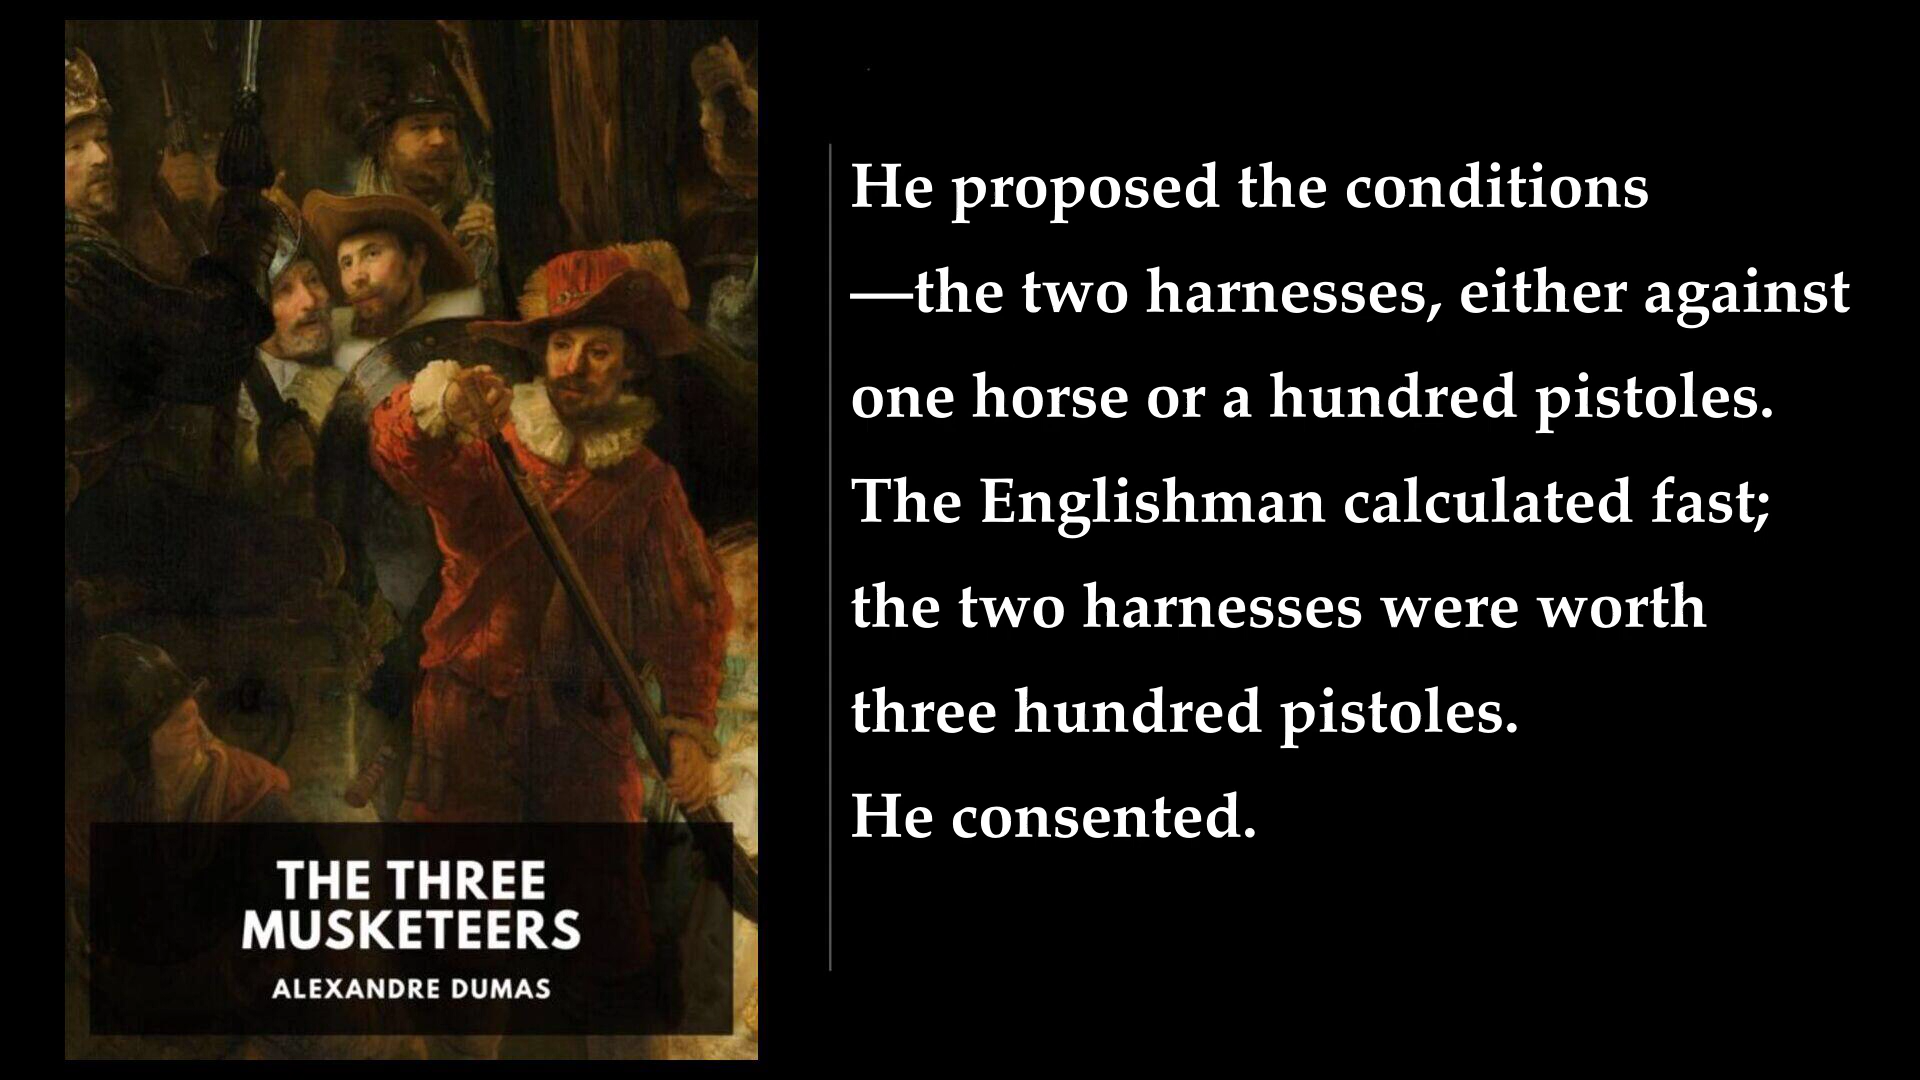 THE THREE
MUSKETEERS
ALEXANDRE DUMAS
He proposed the conditions
—the two harnesses, either against
one horse or a hundred pistoles.
The Englishman calculated fast;
the two harnesses were worth
three hundred pistoles.
He consented.